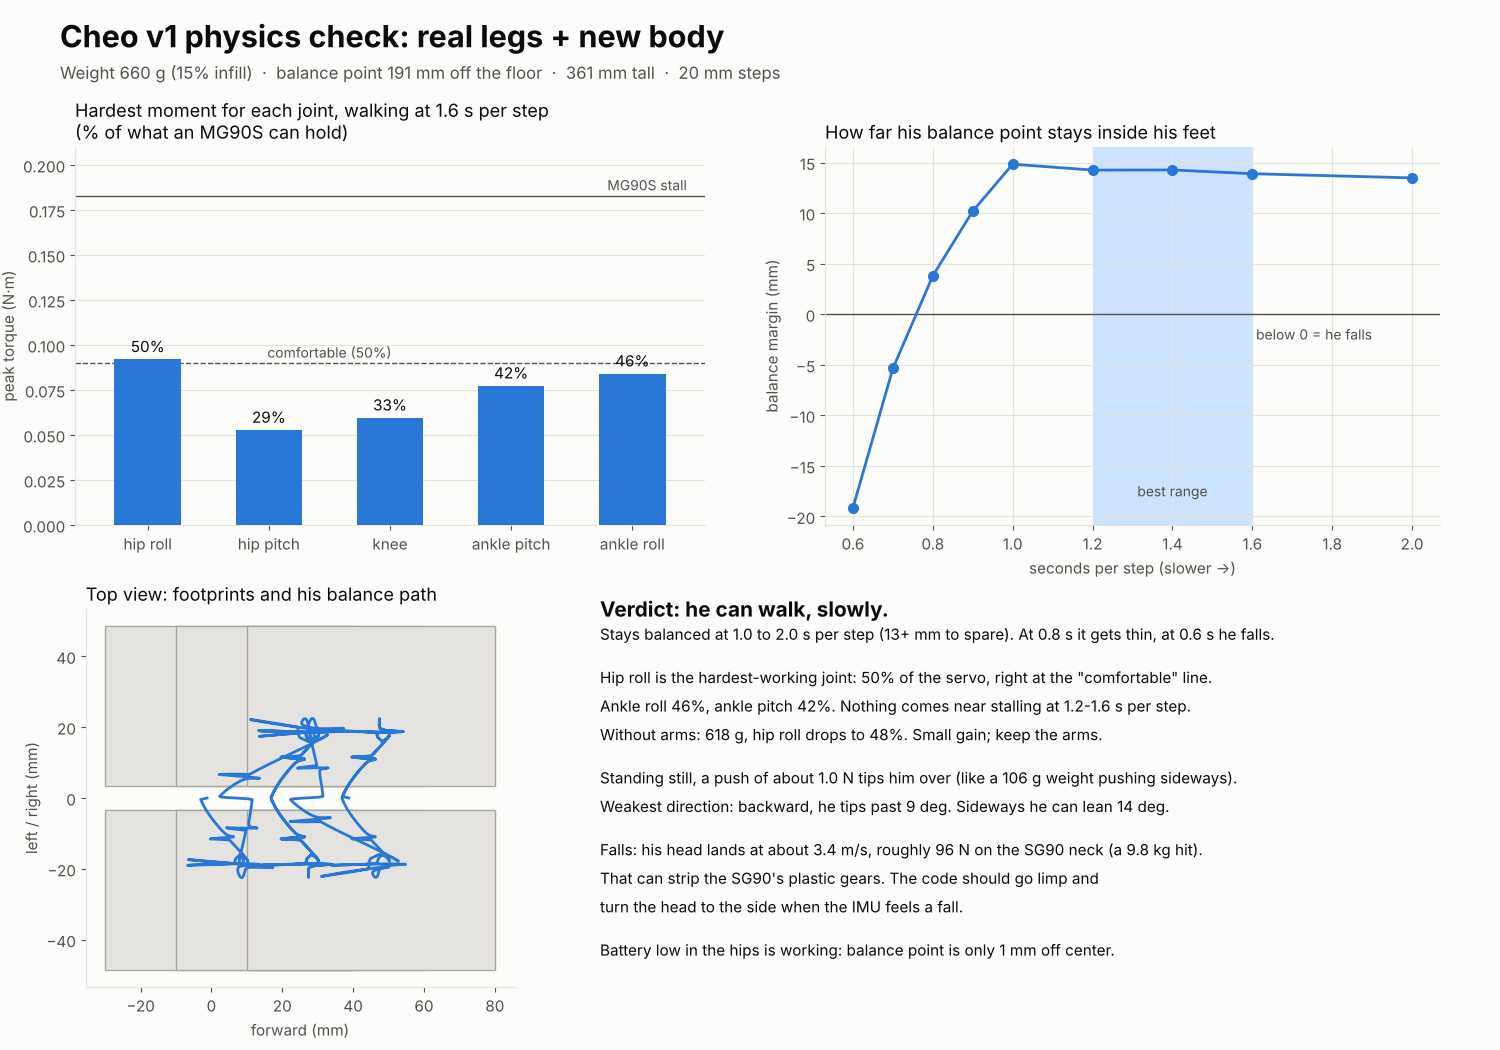 Cheo v1 physics check: real legs + new body
Weight 660 g (15% infill)  ·  balance point 191 mm off the floor  ·  361 mm tall  ·  20 mm steps
Hardest moment for each joint, walking at 1.6 s per step
(% of what an MG90S can hold)
peak torque (N·m)
0.200
0.175
0.150
0.125
0.100
0.075
0.050
0.025
0.000
MG90S stall
comfortable (50%)
50%
29%
33%
42%
46%
hip roll
hip pitch
knee
ankle pitch
ankle roll
How far his balance point stays inside his feet
balance margin (mm)
15
10
5
0
−5
−10
−15
−20
below 0 = he falls
best range
0.6
0.8
1.0
1.2
1.4
1.6
1.8
2.0
seconds per step (slower →)
Top view: footprints and his balance path
left / right (mm)
40
20
0
−20
−40
−20
0
20
40
60
80
forward (mm)
Verdict: he can walk, slowly.
Stays balanced at 1.0 to 2.0 s per step (13+ mm to spare). At 0.8 s it gets thin, at 0.6 s he falls.
Hip roll is the hardest-working joint: 50% of the servo, right at the "comfortable" line.
Ankle roll 46%, ankle pitch 42%. Nothing comes near stalling at 1.2-1.6 s per step.
Without arms: 618 g, hip roll drops to 48%. Small gain; keep the arms.
Standing still, a push of about 1.0 N tips him over (like a 106 g weight pushing sideways).
Weakest direction: backward, he tips past 9 deg. Sideways he can lean 14 deg.
Falls: his head lands at about 3.4 m/s, roughly 96 N on the SG90 neck (a 9.8 kg hit).
That can strip the SG90's plastic gears. The code should go limp and
turn the head to the side when the IMU feels a fall.
Battery low in the hips is working: balance point is only 1 mm off center.